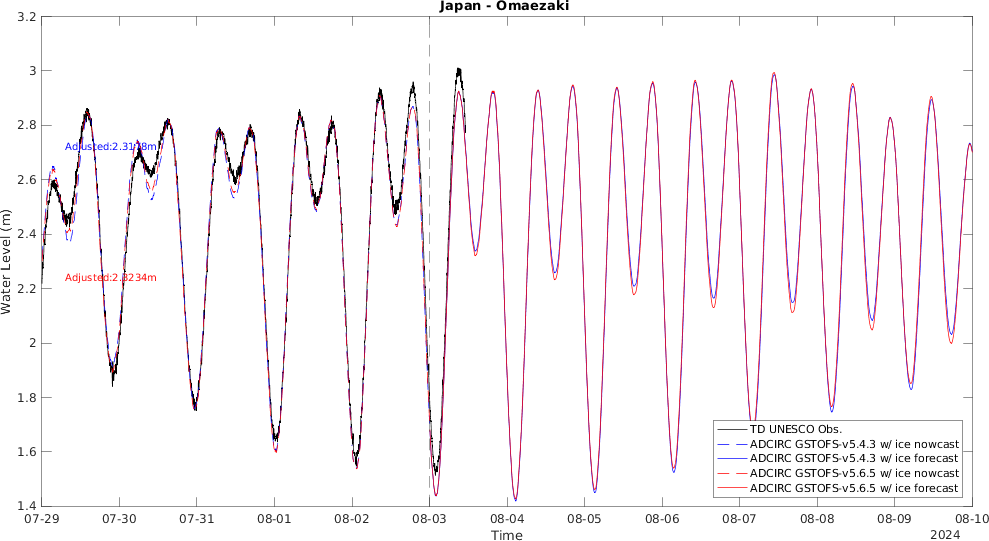 Japan - Omaezaki
3.2
3
2.8
2.6
2.4
2.2
2
1.8
1.6
1.4
Water Level (m)
Adjusted:2.3178m
Adjusted:2.3234m
TD UNESCO Obs.
ADCIRC GSTOFS-v5.4.3 w/ ice nowcast
ADCIRC GSTOFS-v5.4.3 w/ ice forecast
ADCIRC GSTOFS-v5.6.5 w/ ice nowcast
ADCIRC GSTOFS-v5.6.5 w/ ice forecast
07-29 07-30 07-31 08-01 08-02 08-03 08-04 08-05 08-06 08-07 08-08 08-09 08-10
Time
2024